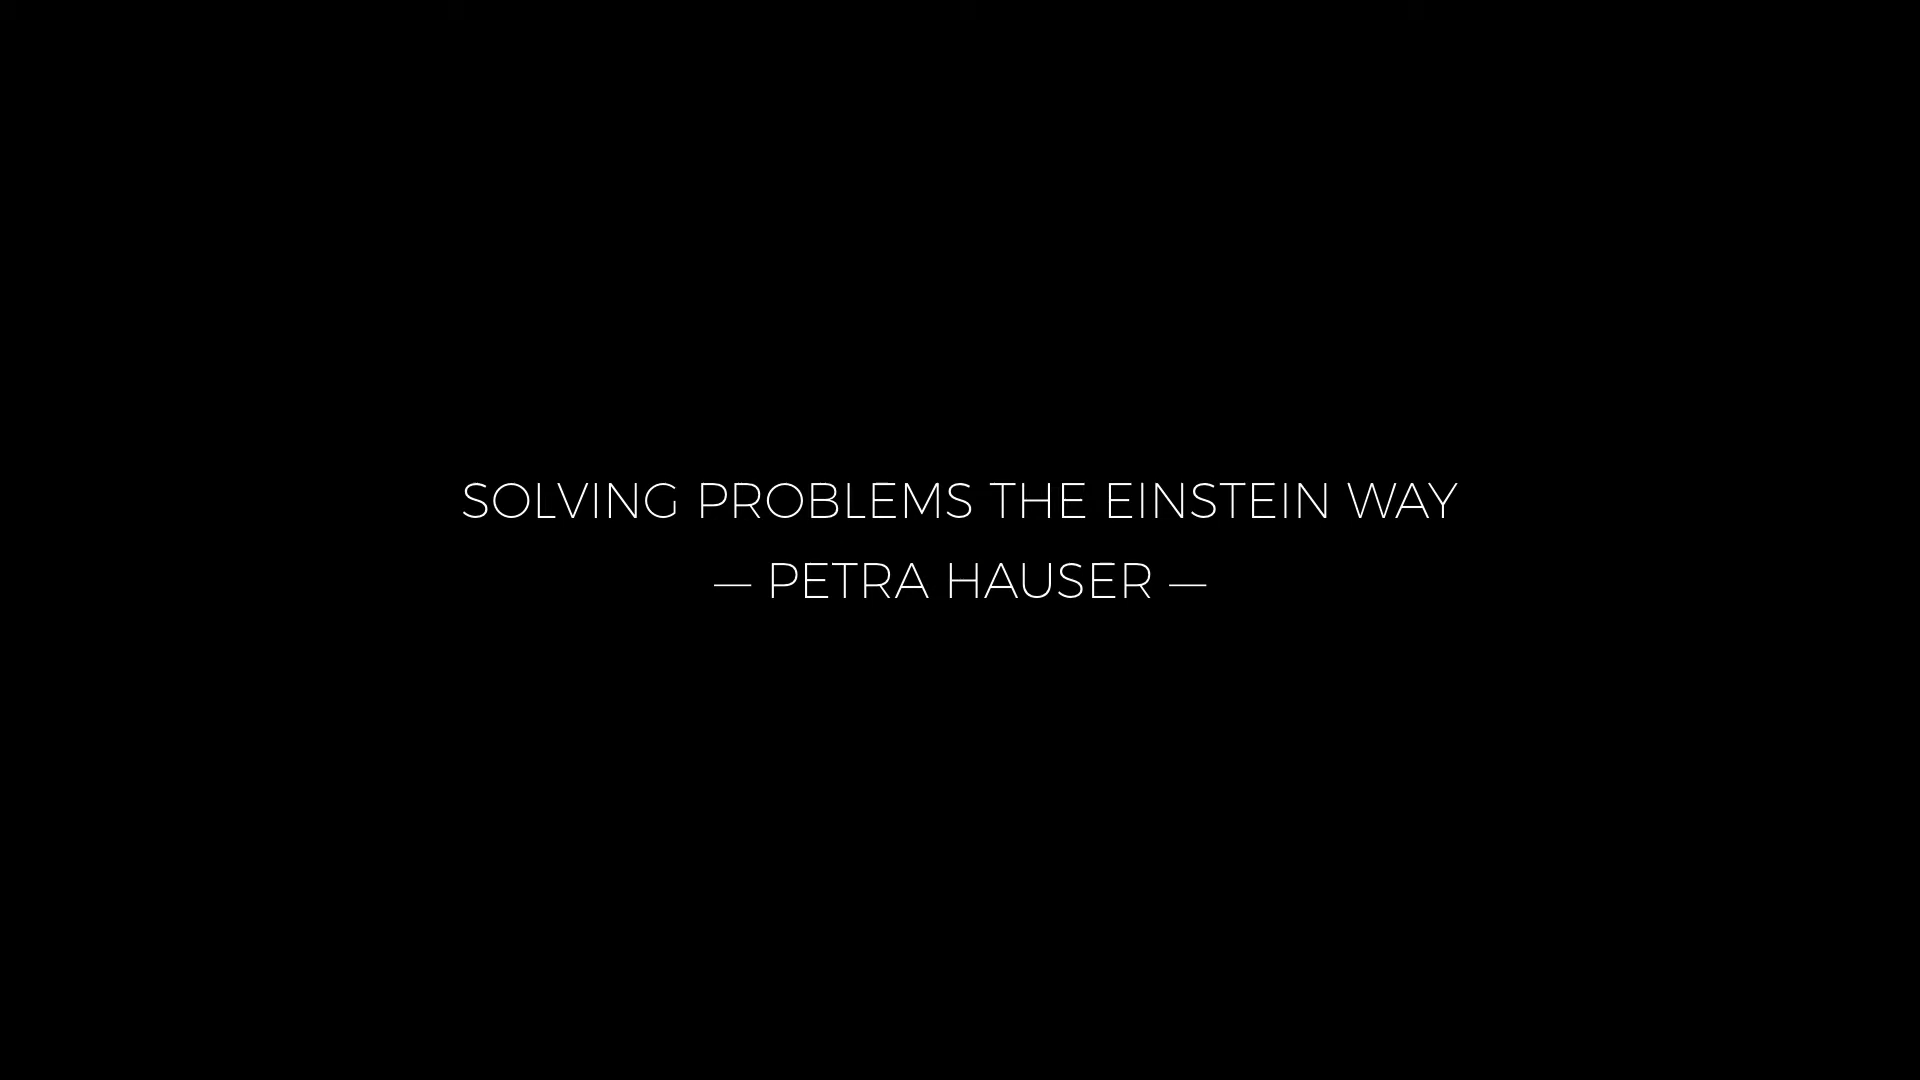 SOLVING PROBLEMS THE EINSTEIN WAY
— PETRA HAUSER —